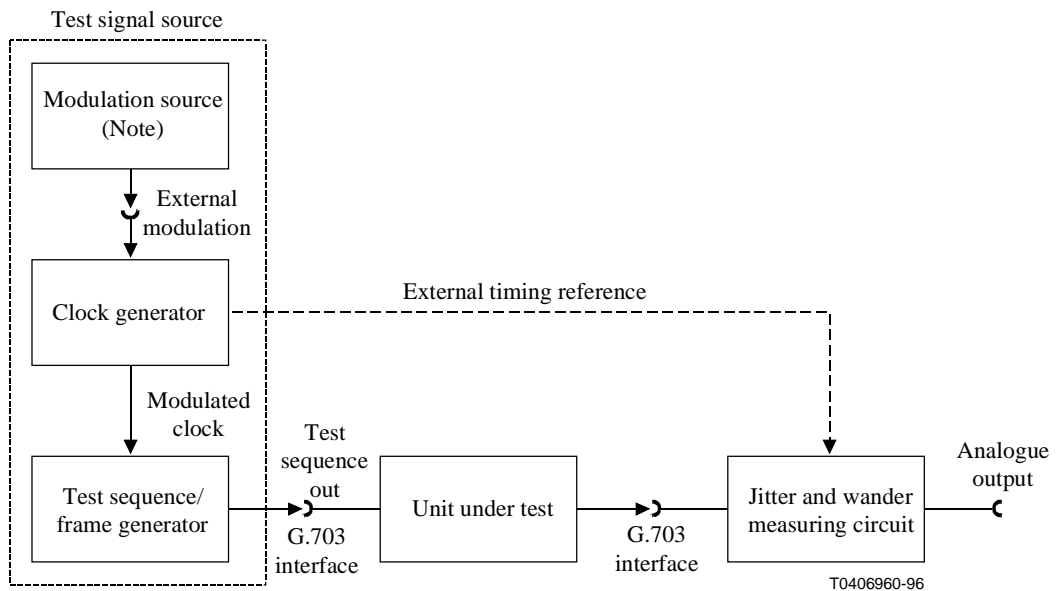 Test signal source
Modulation source
(Note)
External
modulation
Clock generator
External timing reference
Modulated
clock
Test sequence/
frame generator
Test
sequence
out
G.703
interface
Unit under test
G.703
interface
Jitter and wander
measuring circuit
Analogue
output
T0406960-96